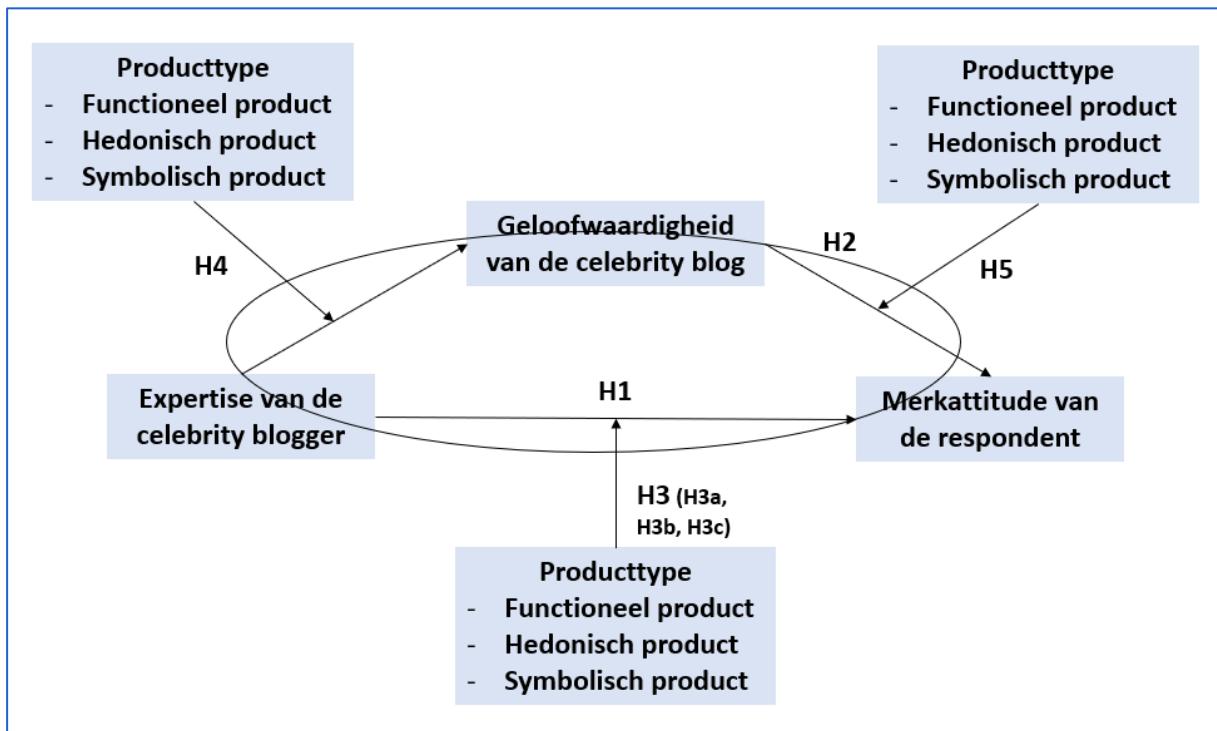 Producttype
- Functioneel product
- Hedonisch product
- Symbolisch product
Producttype
- Functioneel product
- Hedonisch product
- Symbolisch product
Geloofwaardigheid
van de celebrity blog
H2
H4
H5
Expertise van de
celebrity blogger
H1
Merkattitude van
de respondent
H3 (H3a,
H3b, H3c)
Producttype
- Functioneel product
- Hedonisch product
- Symbolisch product